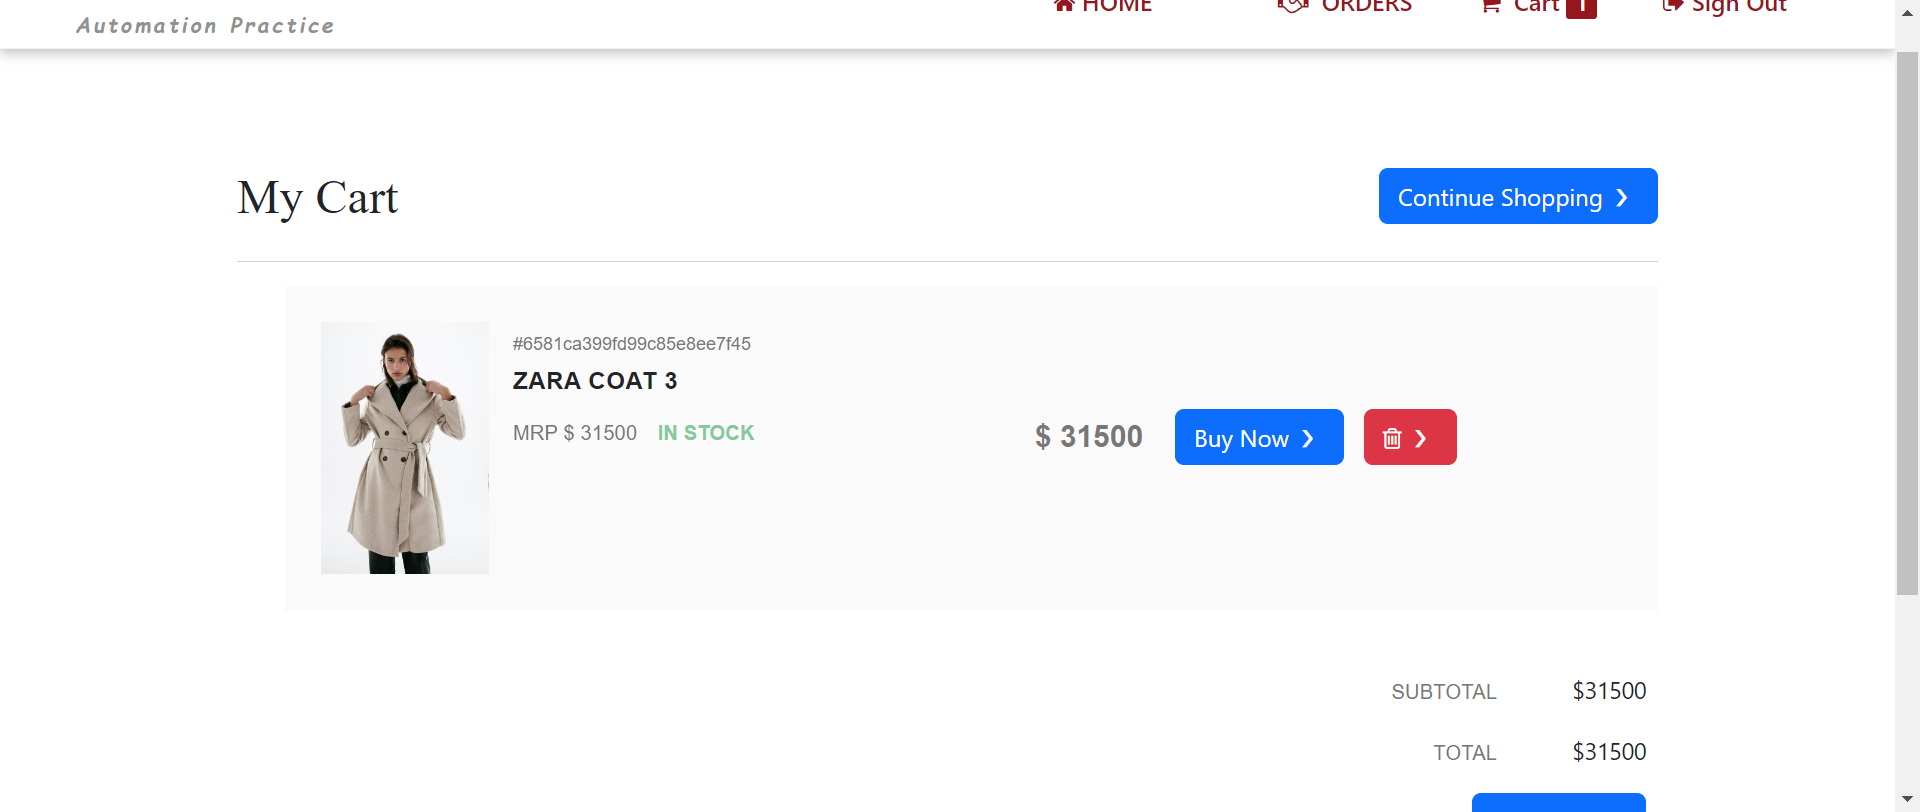 HOME ORDERS Cart 1 Sign Out
Automation Practice
My Cart
Continue Shopping
#6581ca399fd99c85e8ee7f45
ZARA COAT 3
MRP $ 31500 IN STOCK
$ 31500
Buy Now
SUBTOTAL $31500
TOTAL $31500